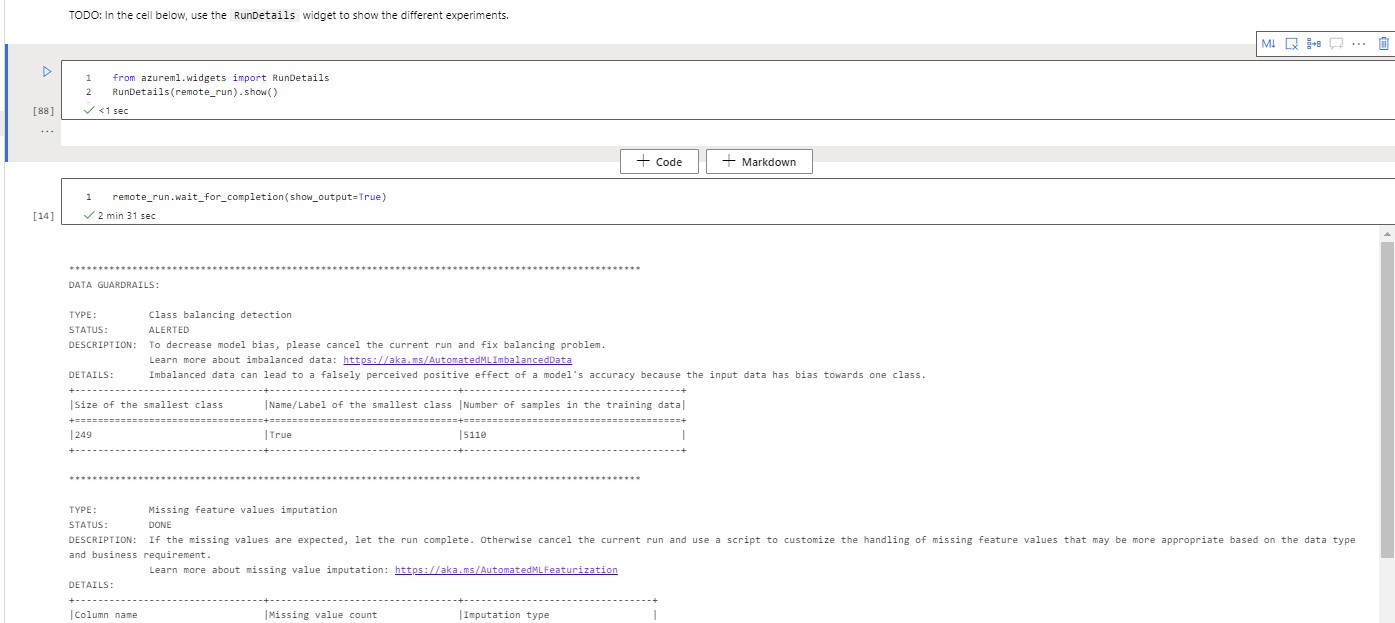 TODO: In the cell below, use the RunDetails widget to show the different experiments.
M↓
1 from azureml.widgets import RunDetails
2 RunDetails(remote_run).show()
[88] <1 sec
...
+ Code + Markdown
1 remote_run.wait_for_completion(show_output=True)
[14] 2 min 31 sec
****************************************************************************************************
DATA GUARDRAILS:
TYPE: Class balancing detection
STATUS: ALERTED
DESCRIPTION: To decrease model bias, please cancel the current run and fix balancing problem.
Learn more about imbalanced data: https://aka.ms/AutomatedMLImbalancedData
DETAILS: Imbalanced data can lead to a falsely perceived positive effect of a model's accuracy because the input data has bias towards one class.
+---------------------------------+---------------------------------+--------------------------------------+
|Size of the smallest class |Name/Label of the smallest class |Number of samples in the training data|
+=================================+=================================+======================================+
|249 |True |5110 |
+---------------------------------+---------------------------------+--------------------------------------+
****************************************************************************************************
TYPE: Missing feature values imputation
STATUS: DONE
DESCRIPTION: If the missing values are expected, let the run complete. Otherwise cancel the current run and use a script to customize the handling of missing feature values that may be more appropriate based on the data type
and business requirement.
Learn more about missing value imputation: https://aka.ms/AutomatedMLFeaturization
DETAILS:
+---------------------------------+---------------------------------+---------------------------------+
|Column name |Missing value count |Imputation type |